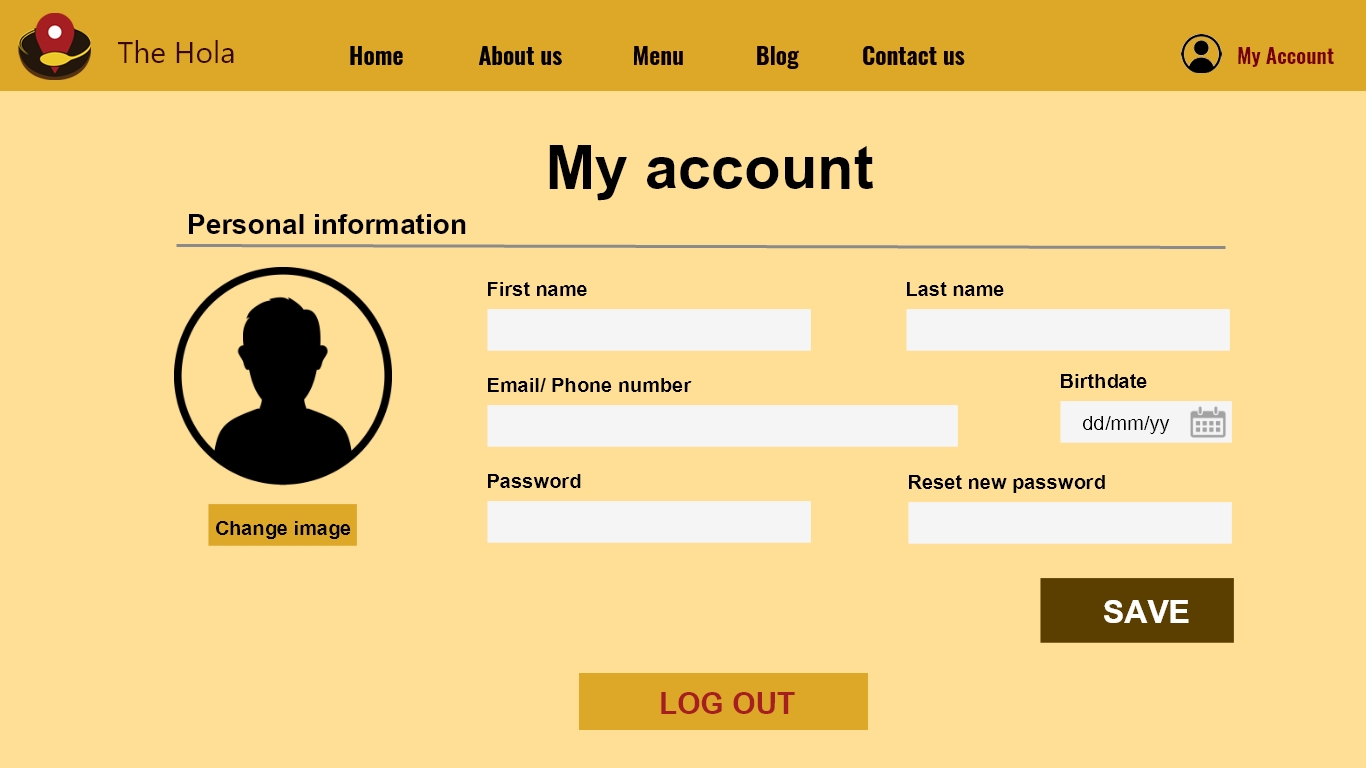 The Hola
Home
About us
Menu
Blog
Contact us
My Account
My account
Personal information
First name
Last name
Email/ Phone number
Birthdate
dd/mm/yy
Password
Reset new password
Change image
SAVE
LOG OUT